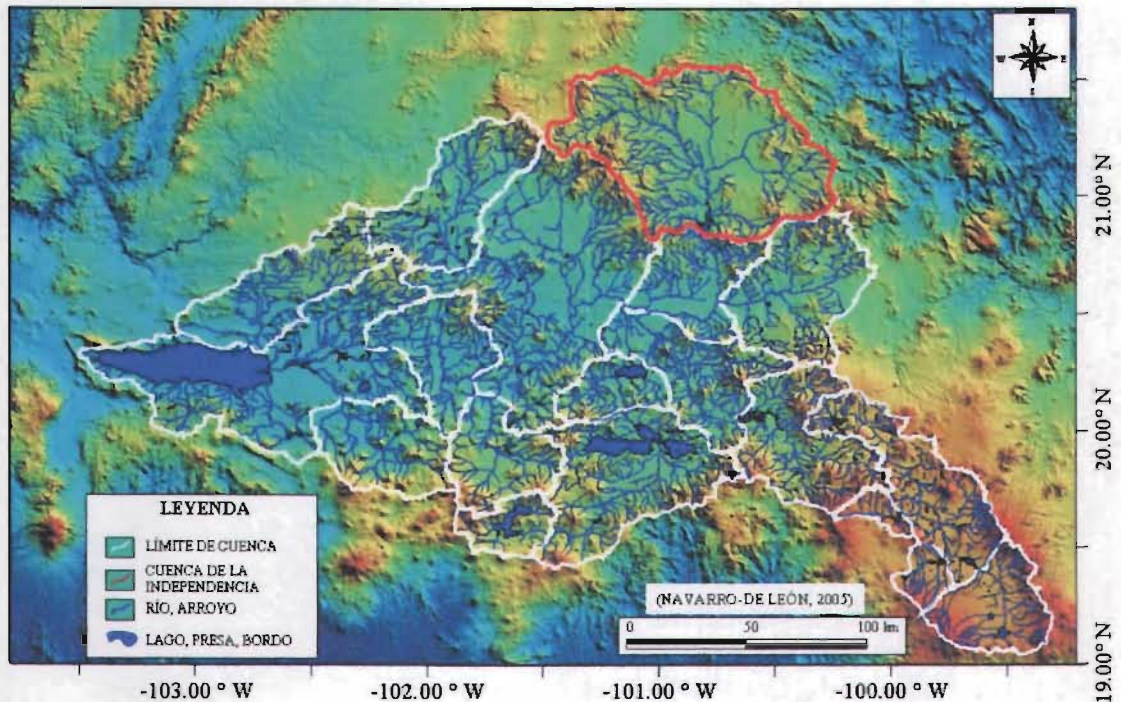 N
W E
S
21.00° N
20.00° N
19.00° N
LEYENDA
LÍMITE DE CUENCA
CUENCA DE LA
INDEPENDENCIA
RÍO, ARROYO
LAGO, PRESA, BORDO
(NAVARRO-DE LEÓN, 2005)
0 50 100 km
-103.00 ° W -102.00 ° W -101.00 ° W -100.00 ° W